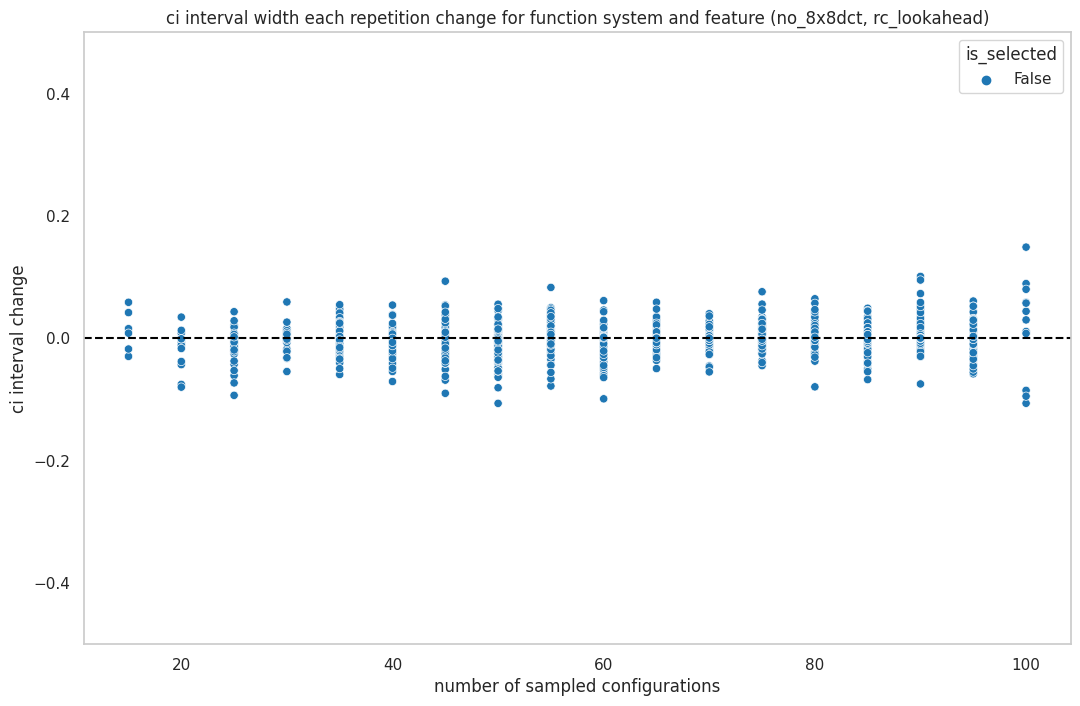 ci interval width each repetition change for function system and feature (no_8x8dct, rc_lookahead)
is_selected
False
0.4
0.2
0.0
−0.2
−0.4
ci interval change
20 40 60 80 100
number of sampled configurations